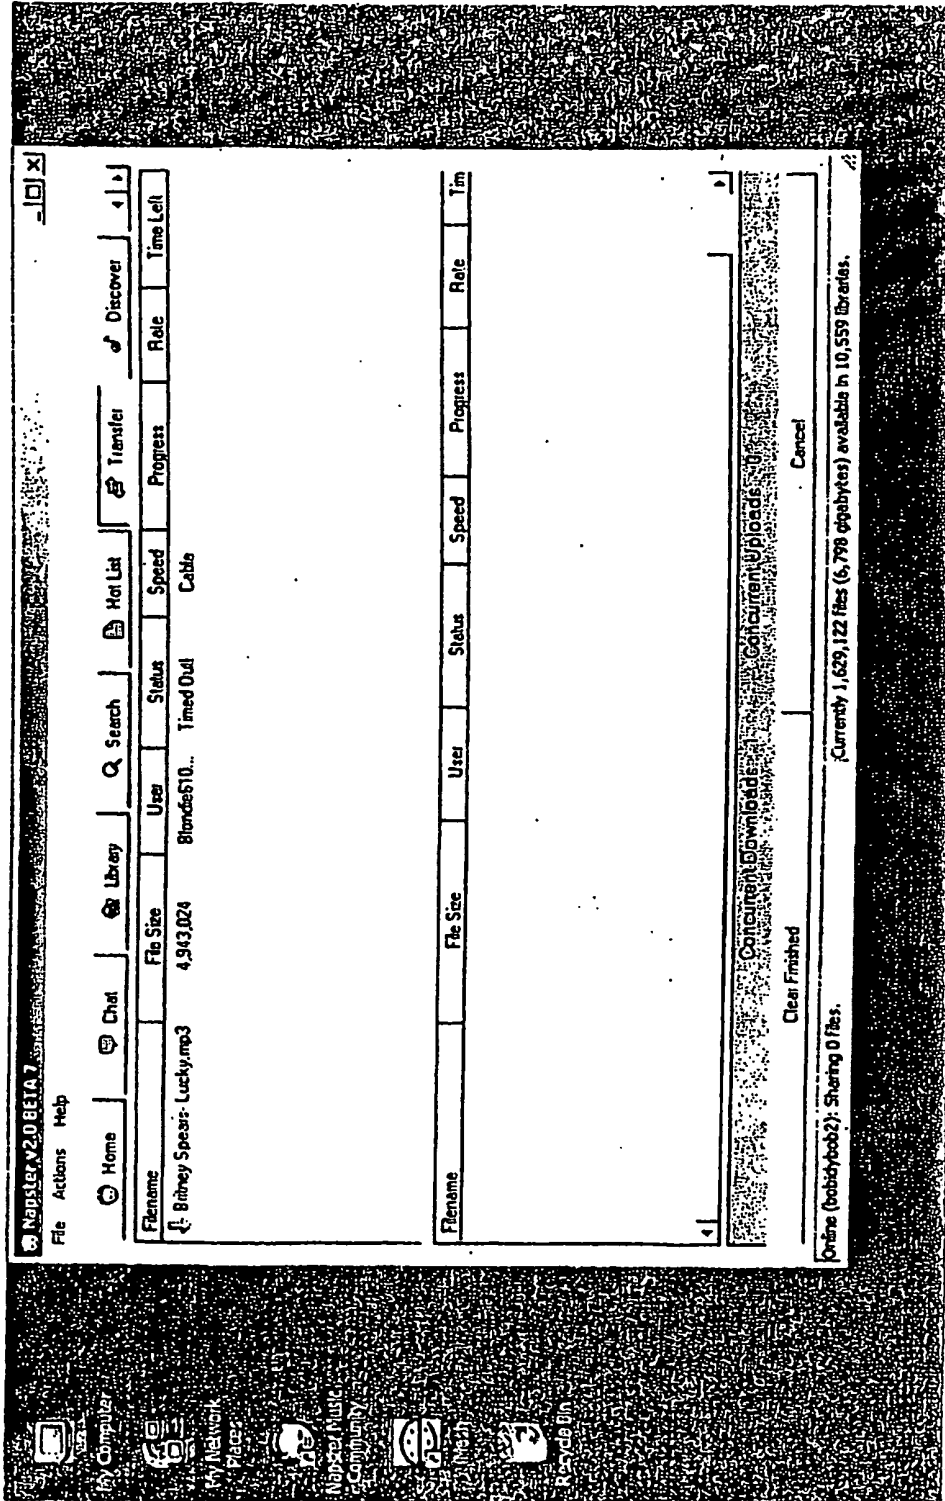 Napster v2.0 BETA 7
File Actions Help
Home Chat Library Search Hot List Transfer Discover
Filename File Size User Status Speed Progress Rate Time Left
Britney Spears- Lucky.mp3 4,943,024 Blondie610... Timed Out! Cable
Filename File Size User Status Speed Progress Rate Tim
Concurrent Downloads: Concurrent Uploads: 0
Clear Finished Cancel
Online (bobidybob2): Sharing 0 files. Currently 1,629,122 files (6,798 gigabytes) available in 10,559 libraries.
My Computer
My Network
Places
Napster Music
Community
Recycle Bin